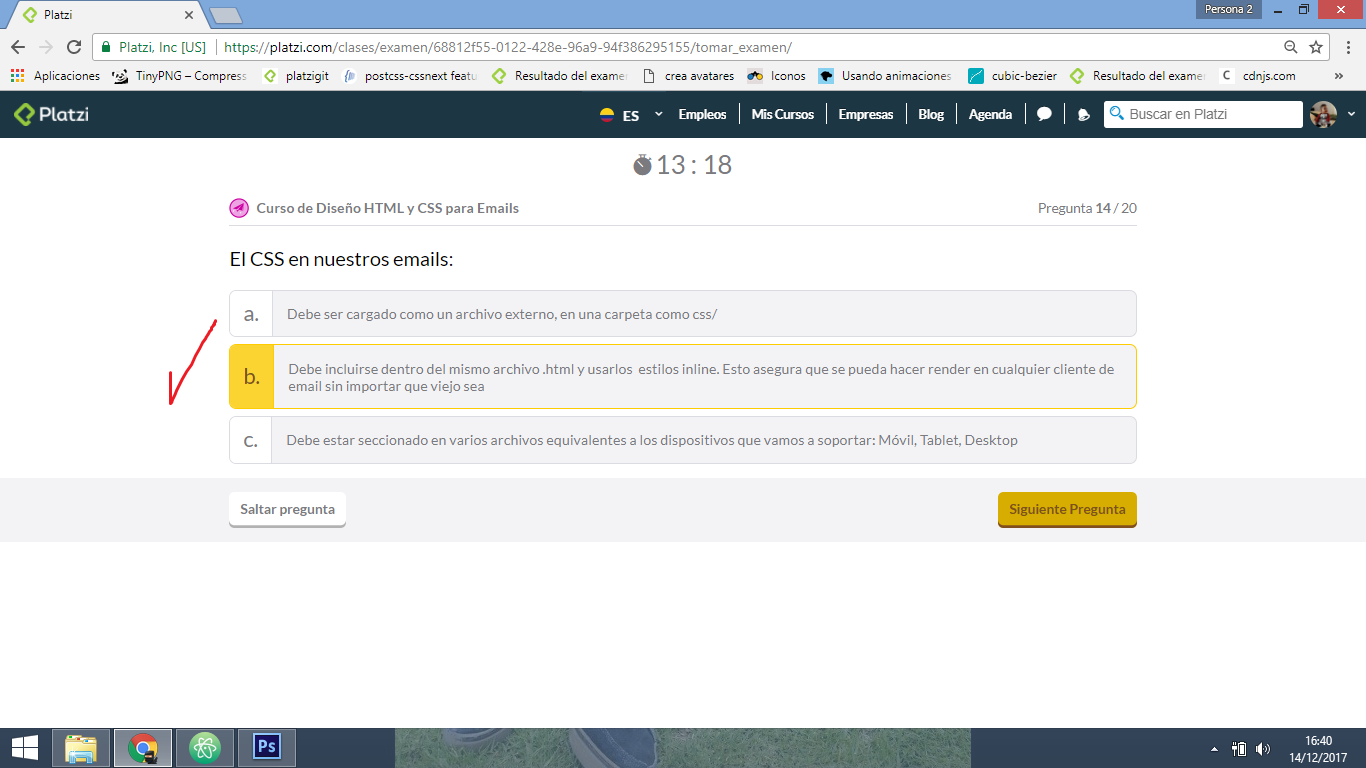 Platzi
Persona 2
Platzi, Inc [US]
https://platzi.com/clases/examen/68812f55-0122-428e-96a9-94f386295155/tomar_examen/
Aplicaciones
TinyPNG – Compress
platzigit
postcss-cssnext featu
Resultado del exame
crea avatares
Iconos
Usando animaciones
cubic-bezier
Resultado del exame
C cdnjs.com
»
Platzi
ES
Empleos
Mis Cursos
Empresas
Blog
Agenda
Buscar en Platzi
13 : 18
Curso de Diseño HTML y CSS para Emails
Pregunta 14 / 20
El CSS en nuestros emails:
a. Debe ser cargado como un archivo externo, en una carpeta como css/
b. Debe incluirse dentro del mismo archivo .html y usarlos estilos inline. Esto asegura que se pueda hacer render en cualquier cliente de
email sin importar que viejo sea
c. Debe estar seccionado en varios archivos equivalentes a los dispositivos que vamos a soportar: Móvil, Tablet, Desktop
Saltar pregunta
Siguiente Pregunta
Ps
16:40
14/12/2017